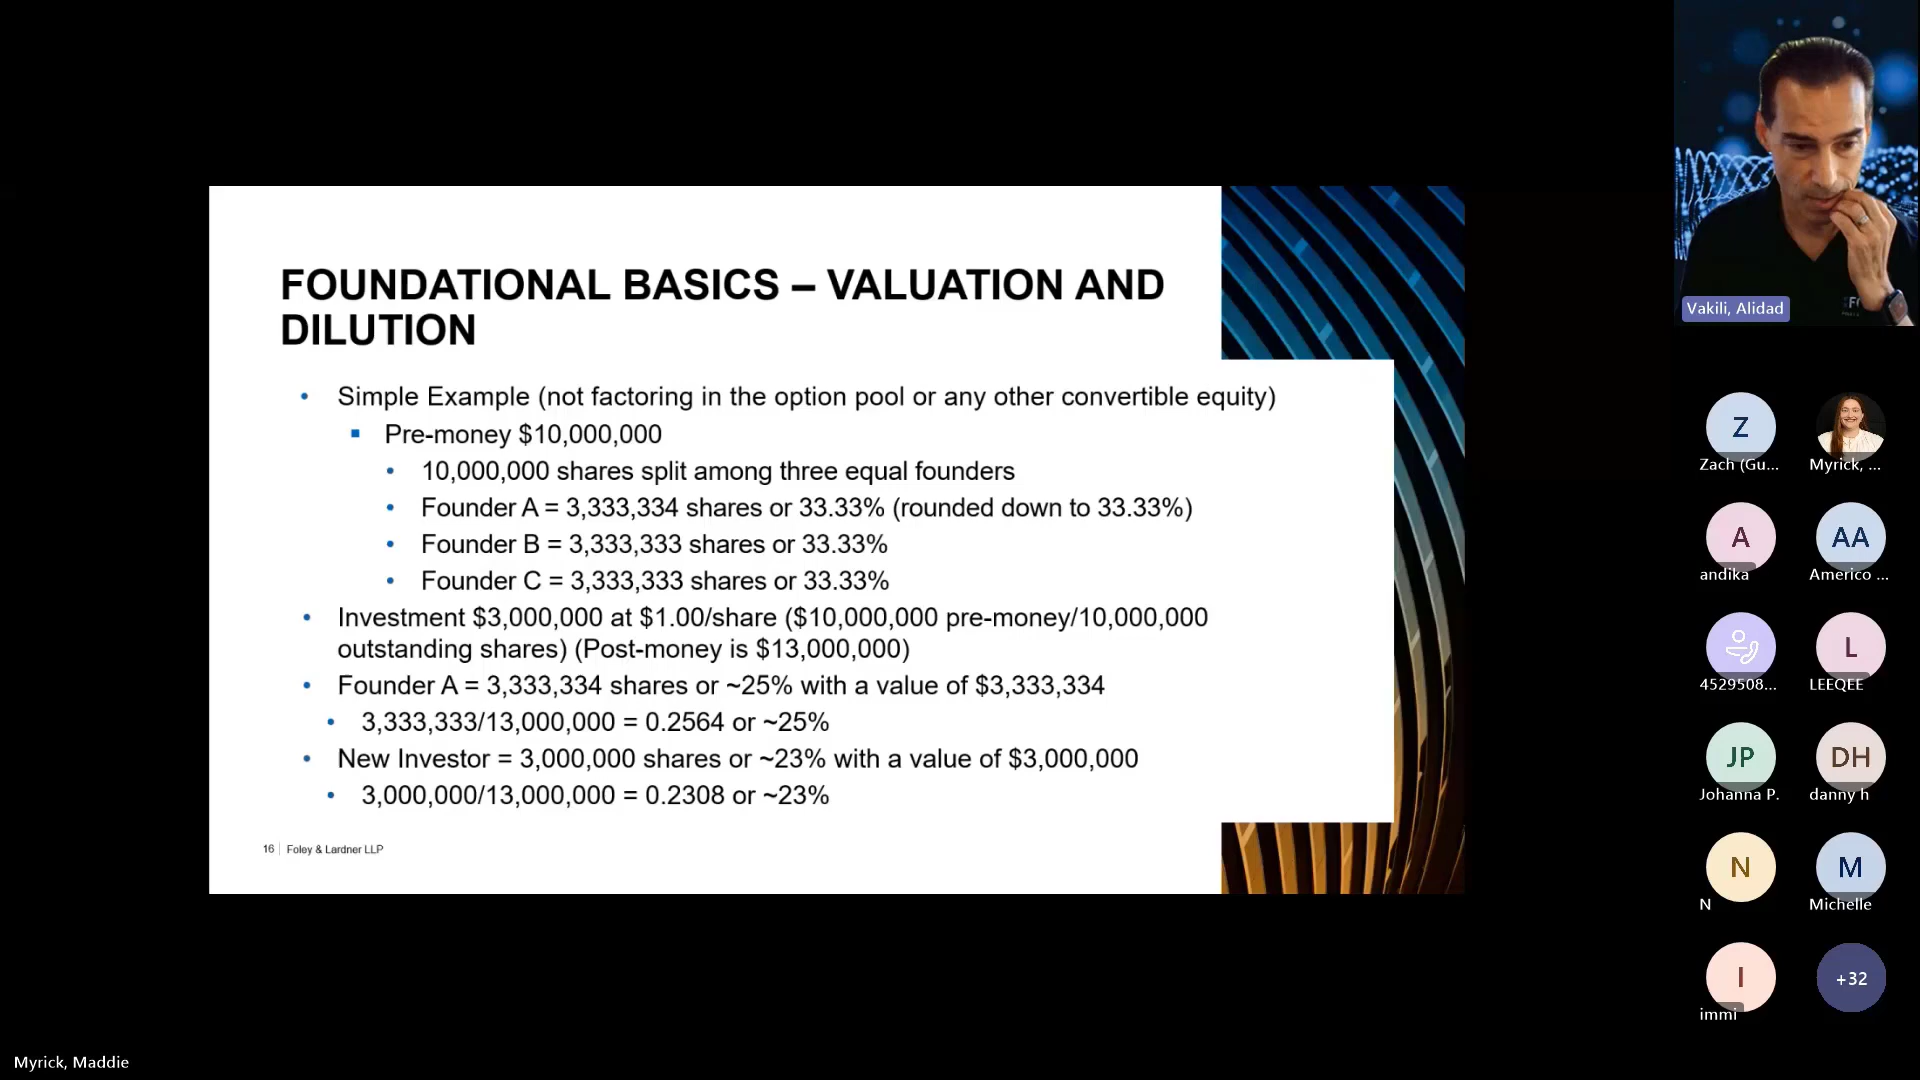 FOUNDATIONAL BASICS – VALUATION AND
DILUTION
• Simple Example (not factoring in the option pool or any other convertible equity)
▪ Pre-money $10,000,000
• 10,000,000 shares split among three equal founders
• Founder A = 3,333,334 shares or 33.33% (rounded down to 33.33%)
• Founder B = 3,333,333 shares or 33.33%
• Founder C = 3,333,333 shares or 33.33%
• Investment $3,000,000 at $1.00/share ($10,000,000 pre-money/10,000,000
outstanding shares) (Post-money is $13,000,000)
• Founder A = 3,333,334 shares or ~25% with a value of $3,333,334
• 3,333,333/13,000,000 = 0.2564 or ~25%
• New Investor = 3,000,000 shares or ~23% with a value of $3,000,000
• 3,000,000/13,000,000 = 0.2308 or ~23%
16 | Foley & Lardner LLP
Vakili, Alidad
Z
Zach (Gu...
Myrick, ...
A
andika
AA
Americo ...
4529508...
L
LEEQEE
JP
Johanna P.
DH
danny h
N
N
M
Michelle
I
immi
+32
Myrick, Maddie